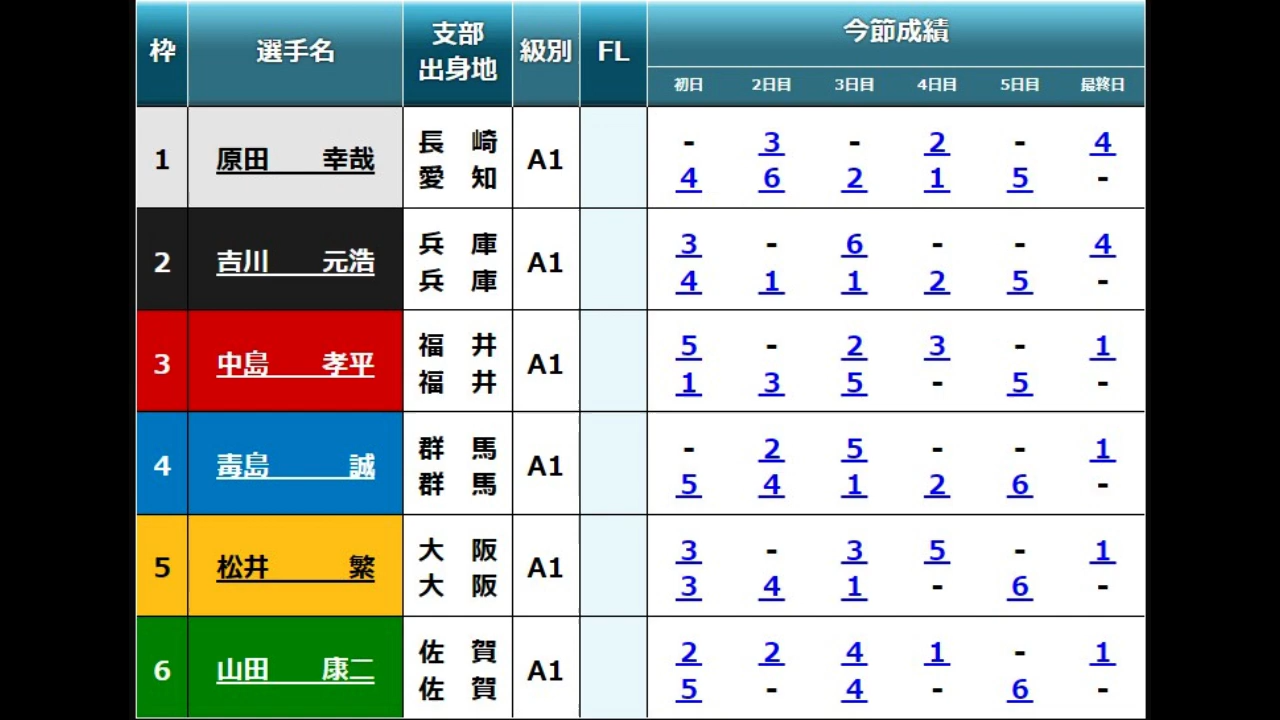 枠 選手名 支部 出身地 級別 FL 今節成績
初日 2日目 3日目 4日目 5日目 最終日
1 原田 幸哉 長崎 愛知 A1
- 3 - 2 - 4
4 6 2 1 5 -
2 吉川 元浩 兵庫 兵庫 A1
3 - 6 - - 4
4 1 1 2 5 -
3 中島 孝平 福井 福井 A1
5 - 2 3 - 1
1 3 5 - 5 -
4 毒島 誠 群馬 群馬 A1
- 2 5 - - 1
5 4 1 2 6 -
5 松井 繁 大阪 大阪 A1
3 - 3 5 - 1
3 4 1 - 6 -
6 山田 康二 佐賀 佐賀 A1
2 2 4 1 - 1
5 - 4 - 6 -